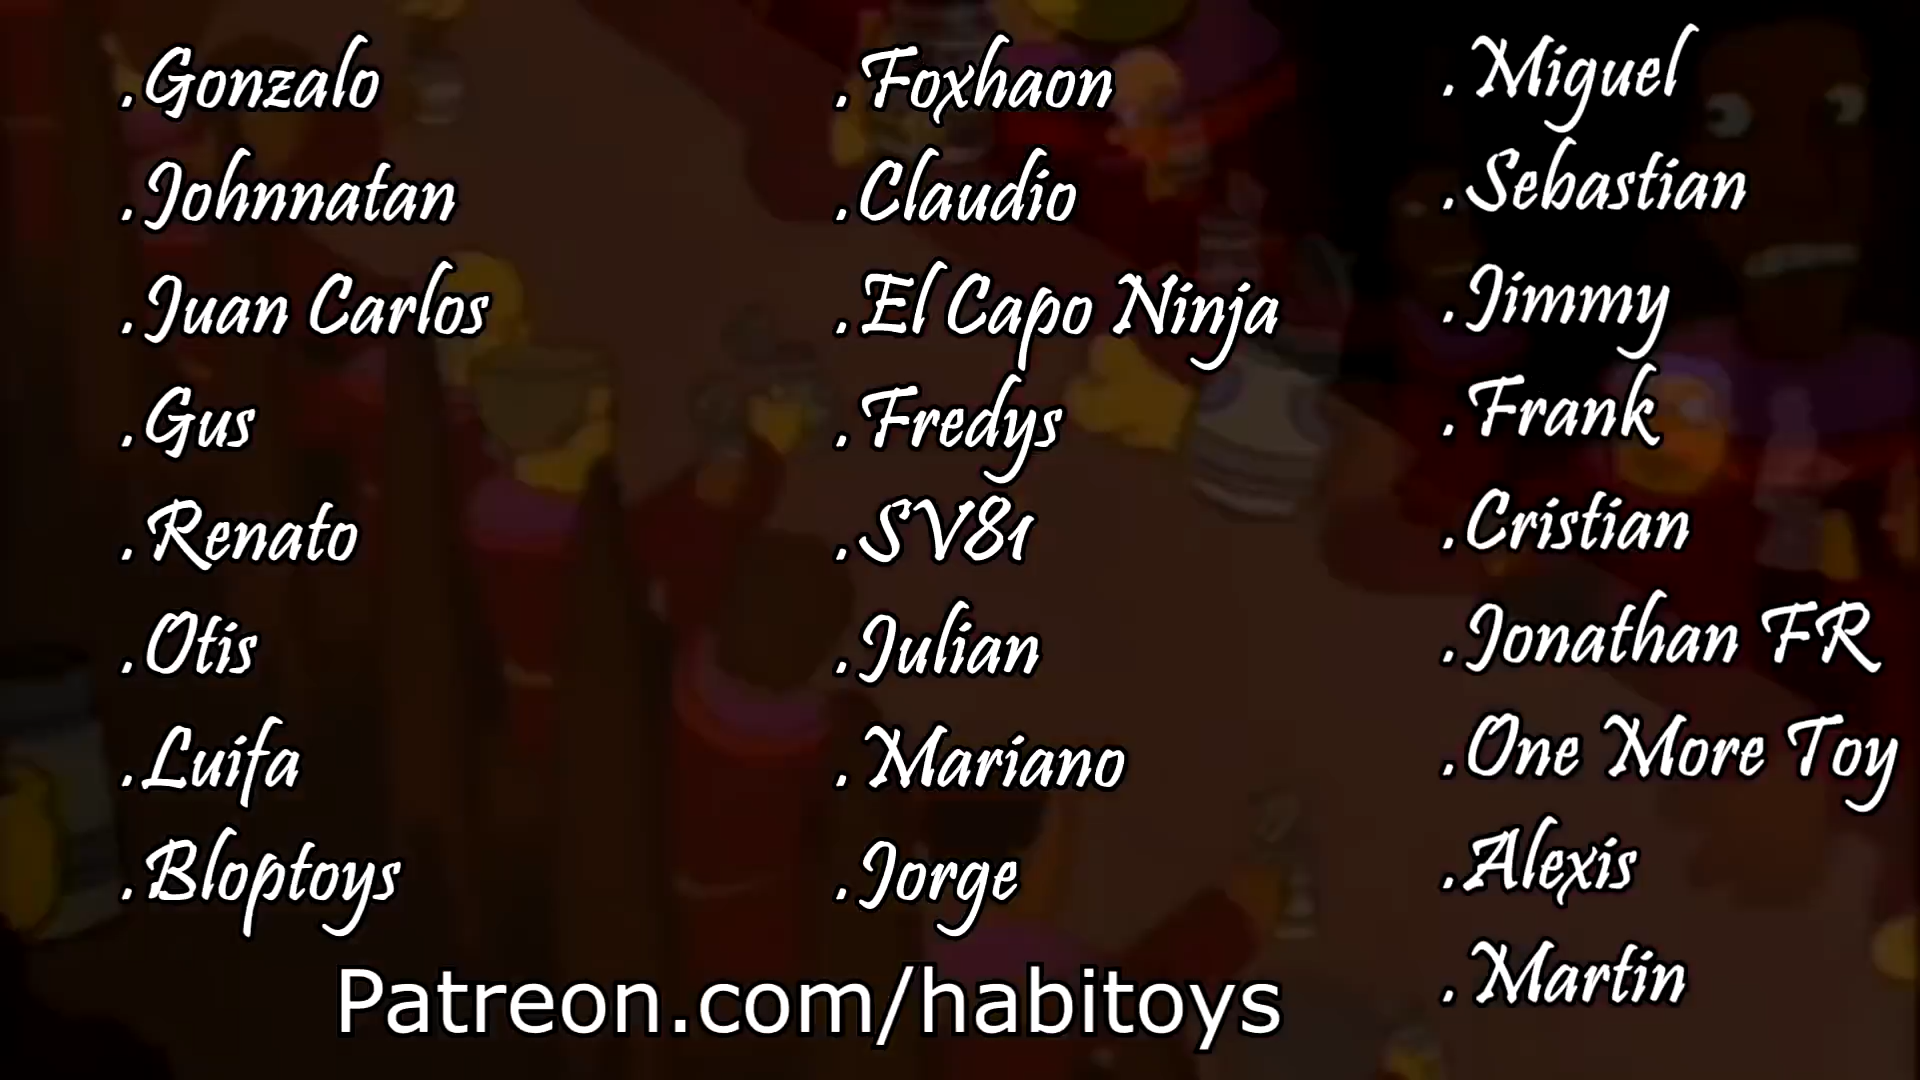 .Gonzalo
.Johnnatan
.Juan Carlos
.Gus
.Renato
.Otis
.Luifa
.Bloptoys
.Foxhaon
.Claudio
.El Capo Ninja
.Fredys
.SV81
.Julian
.Mariano
.Jorge
.Miguel
.Sebastian
.Jimmy
.Frank
.Cristian
.Jonathan FR
.One More Toy
.Alexis
.Martin
Patreon.com/habitoys